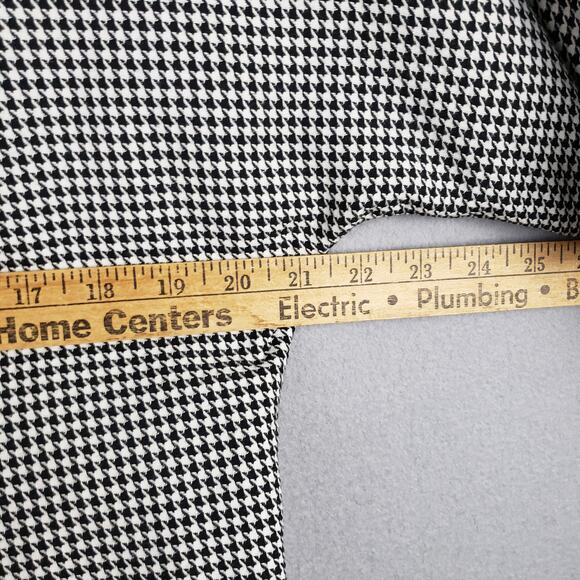 17 18 19 20 21 22 23 24 25
Home Centers Electric • Plumbing • B